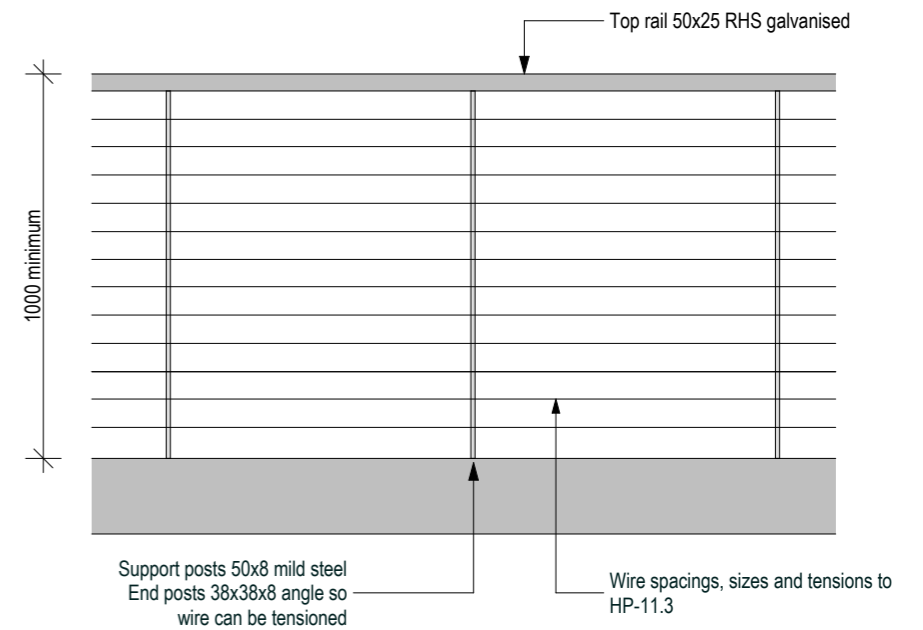 Top rail 50x25 RHS galvanised
1000 minimum
Support posts 50x8 mild steel
End posts 38x38x8 angle so
wire can be tensioned
Wire spacings, sizes and tensions to
HP-11.3